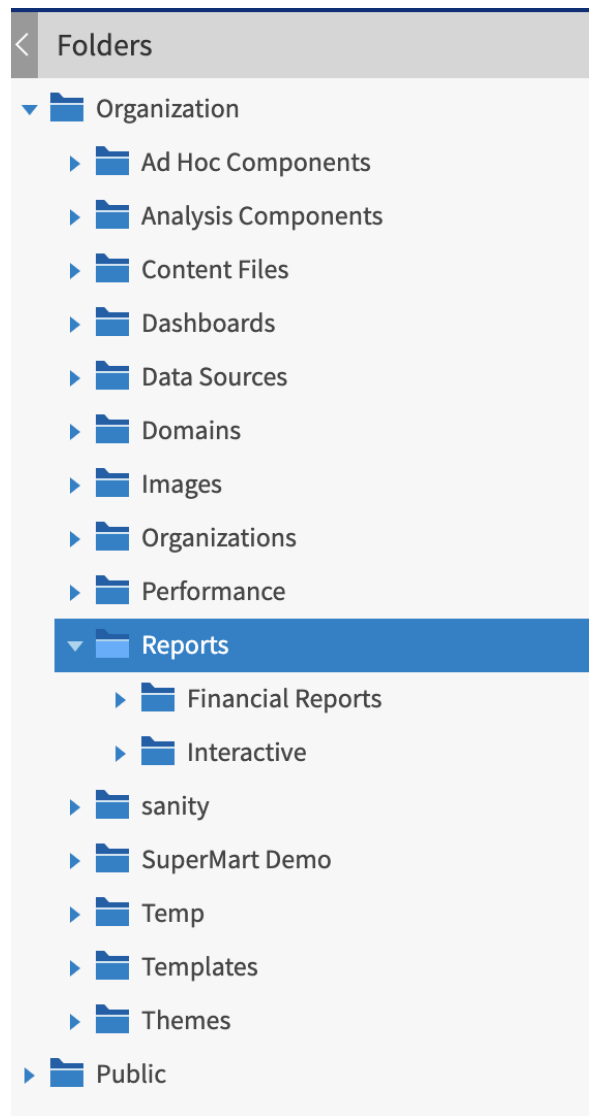 Folders
Organization
Ad Hoc Components
Analysis Components
Content Files
Dashboards
Data Sources
Domains
Images
Organizations
Performance
Reports
Financial Reports
Interactive
sanity
SuperMart Demo
Temp
Templates
Themes
Public